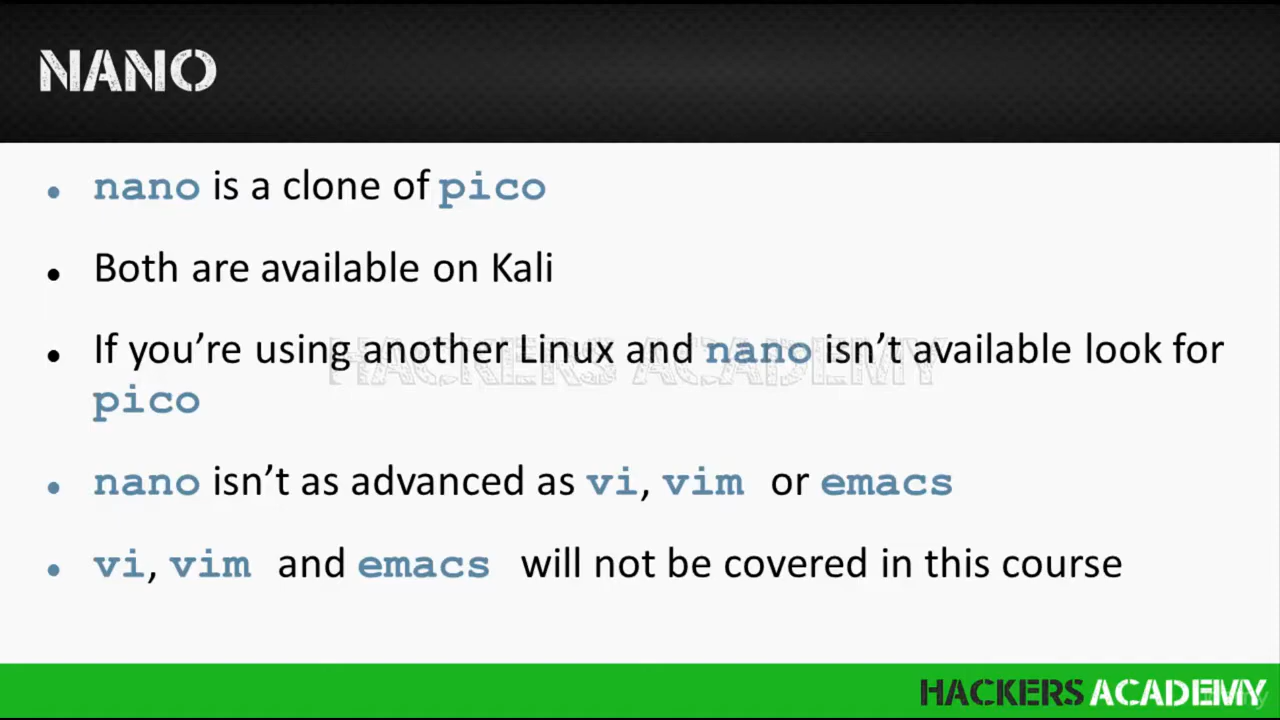 NANO
• nano is a clone of pico
• Both are available on Kali
• If you’re using another Linux and nano isn’t available look for
pico
• nano isn’t as advanced as vi, vim or emacs
• vi, vim and emacs will not be covered in this course
HACKERS ACADEMY
HACKERS ACADEMY